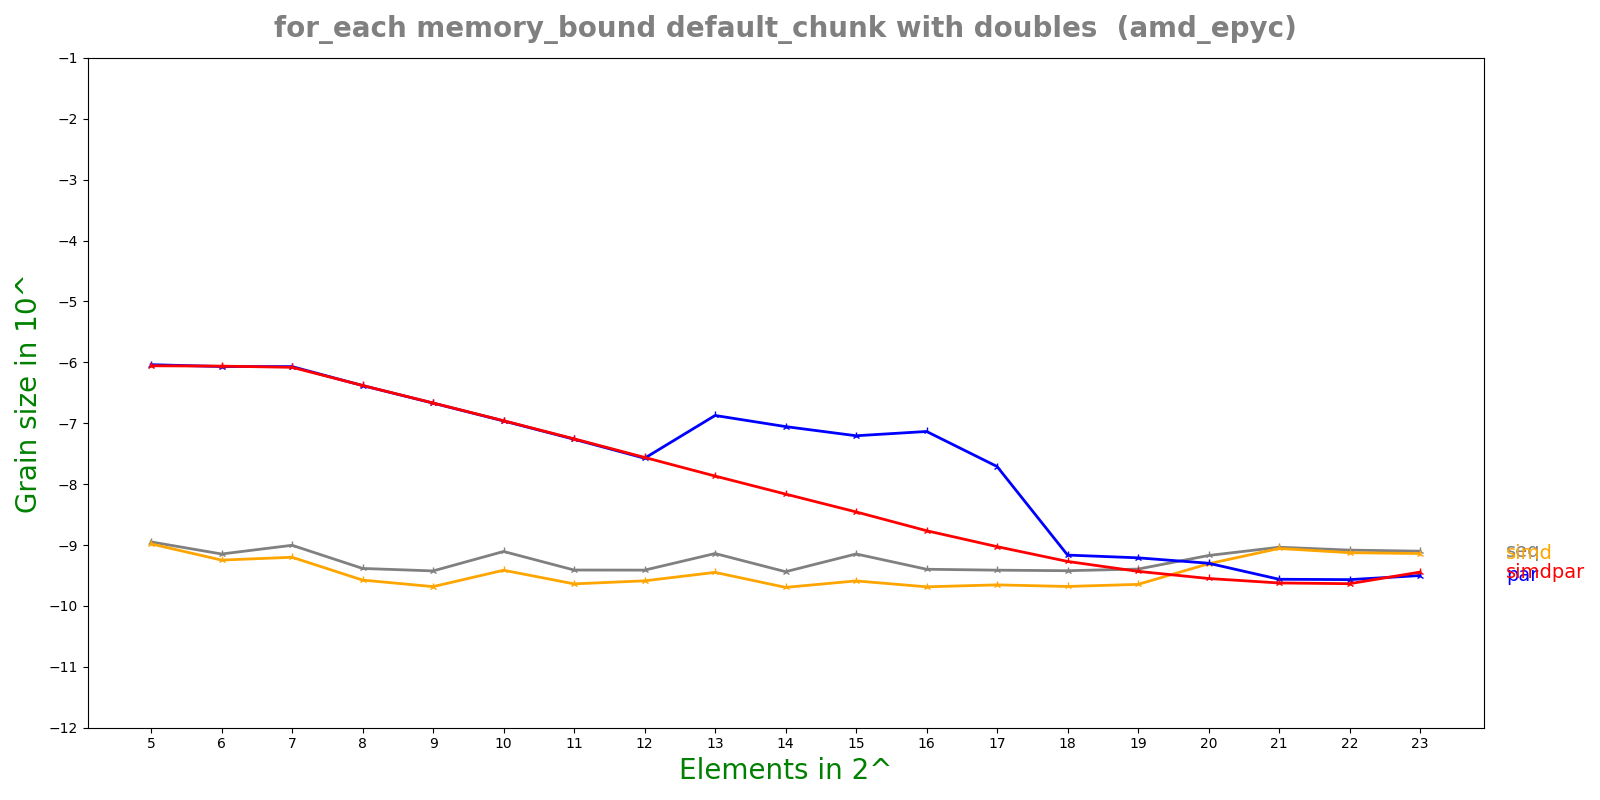 for_each memory_bound default_chunk with doubles  (amd_epyc)
Grain size in 10^
−1
−2
−3
−4
−5
−6
−7
−8
−9
−10
−11
−12
5 6 7 8 9 10 11 12 13 14 15 16 17 18 19 20 21 22 23
Elements in 2^
seq
simd
simdpar
par